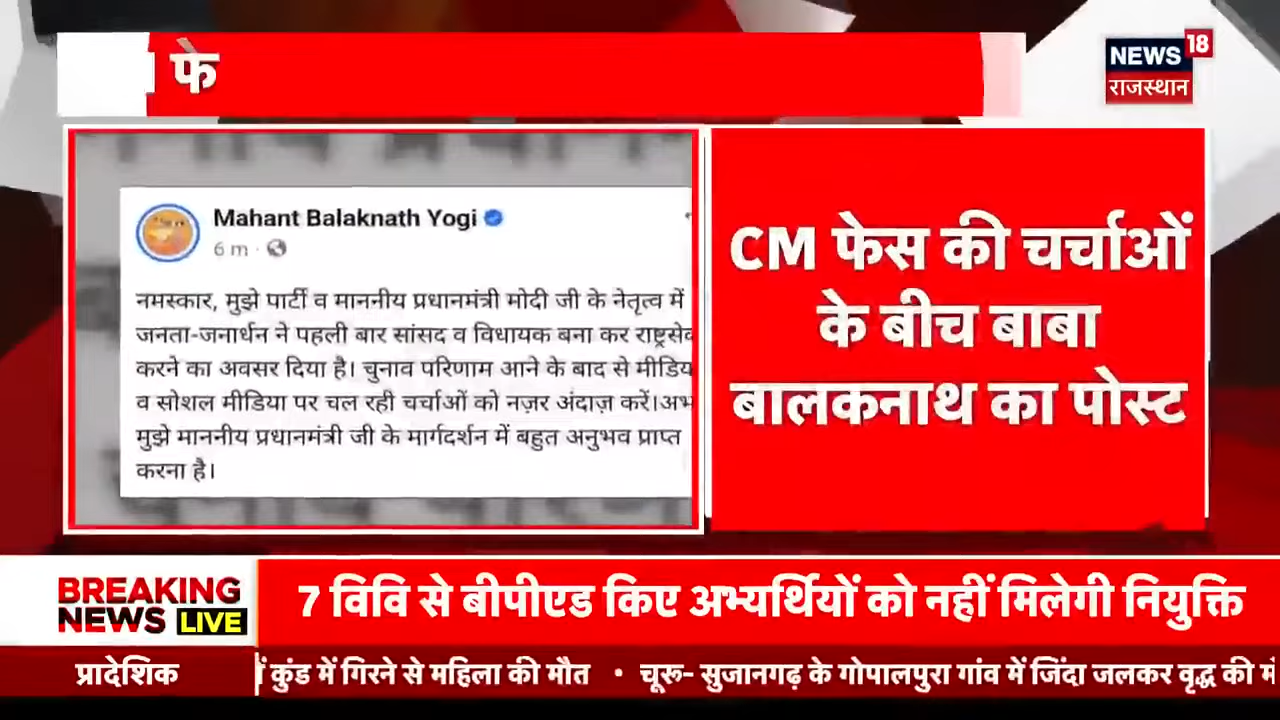 फे
NEWS 18
राजस्थान
Mahant Balaknath Yogi
6 m ·
नमस्कार, मुझे पार्टी व माननीय प्रधानमंत्री मोदी जी के नेतृत्व में
जनता-जनार्धन ने पहली बार सांसद व विधायक बना कर
करने का अवसर दिया है। चुनाव परिणाम आने के बाद से
व सोशल मीडिया पर चल रही चर्चाओं को नज़र अंदाज़ करें।
मुझे माननीय प्रधानमंत्री जी के मार्गदर्शन में बहुत अनुभव प्राप्त
करना है।
CM फेस की चर्चाओं
के बीच बाबा
बालकनाथ का पोस्ट
BREAKING
NEWS LIVE
7 विवि से बीपीएड किए अभ्यर्थियों को नहीं मिलेगी नियुक्ति
प्रादेशिक
कुंड में गिरने से महिला की मौत • चूरू- सुजानगढ़ के गोपालपुरा गांव में जिंदा जलकर वृद्ध की